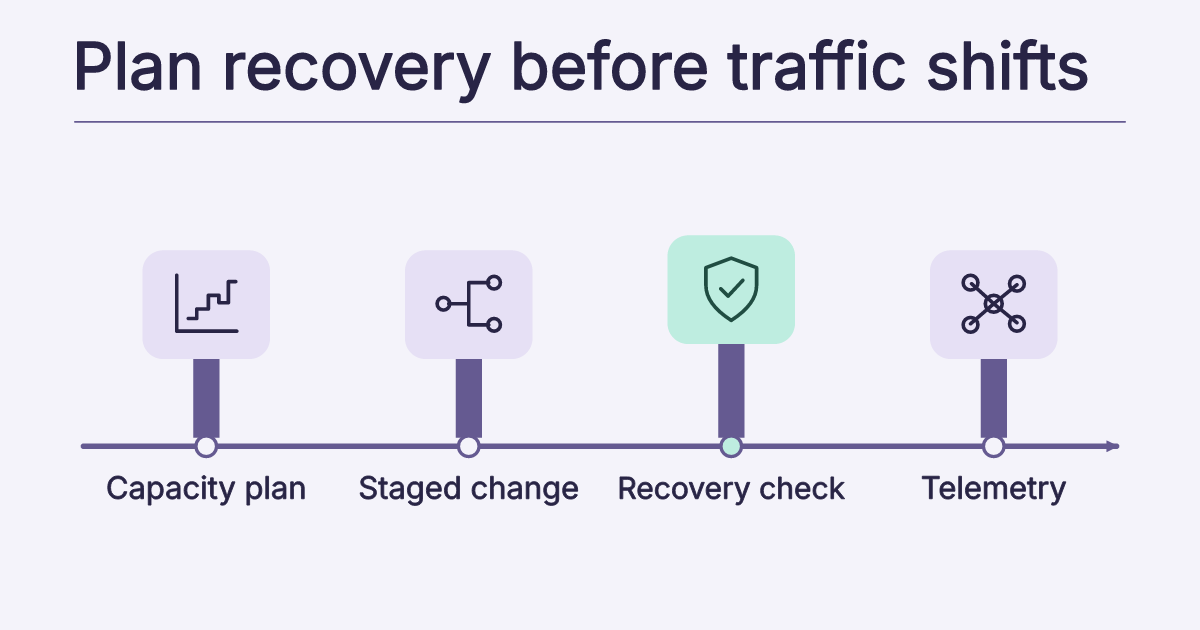 Plan recovery before traffic shifts
Capacity plan
Staged change
Recovery check
Telemetry